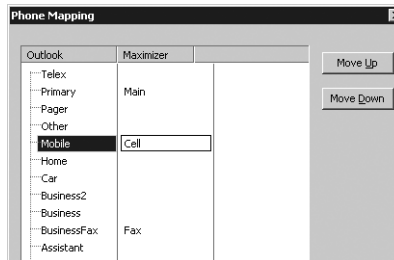 Phone Mapping
Outlook Maximizer
Telex
Primary Main
Pager
Other
Mobile Cell
Home
Car
Business2
Business
BusinessFax Fax
Assistant
Move Up
Move Down